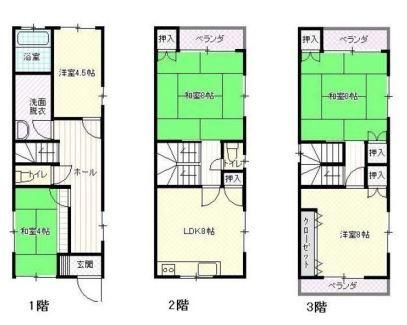 浴室
洋室4.5帖
洗面
脱衣
ホール
トイレ
和室4帖
玄関
1階
押入
ベランダ
和室6帖
トイレ
押入
LDK8帖
2階
押入
ベランダ
和室6帖
押入
押入
クローゼット
洋室8帖
ベランダ
3階